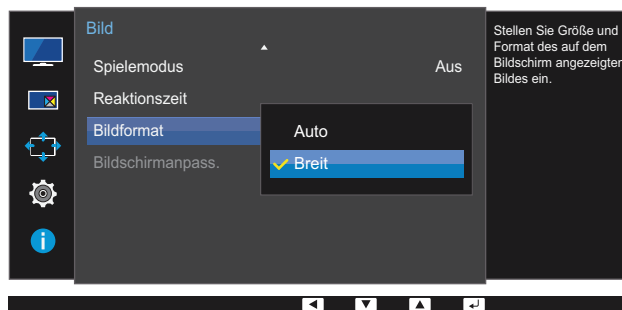 Bild
Spielemodus Aus
Reaktionszeit
Bildformat
Auto
Bildschirmanpass.
Breit
Stellen Sie Größe und
Format des auf dem
Bildschirm angezeigten
Bildes ein.